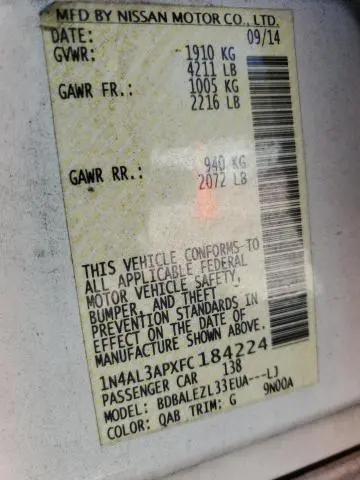 MFD BY NISSAN MOTOR CO., LTD.
DATE: 09/14
GVWR: 1910 KG
4211 LB
GAWR FR.: 1005 KG
2216 LB
GAWR RR.: 940 KG
2072 LB
THIS VEHICLE CONFORMS TO
ALL APPLICABLE FEDERAL
MOTOR VEHICLE SAFETY,
BUMPER, AND THEFT
PREVENTION STANDARDS IN
EFFECT ON THE DATE OF
MANUFACTURE SHOWN ABOVE.
1N4AL3APXFC184224
PASSENGER CAR 138
MODEL: BDBALEZL33EUA---LJ
COLOR: QAB TRIM: G 9N00A